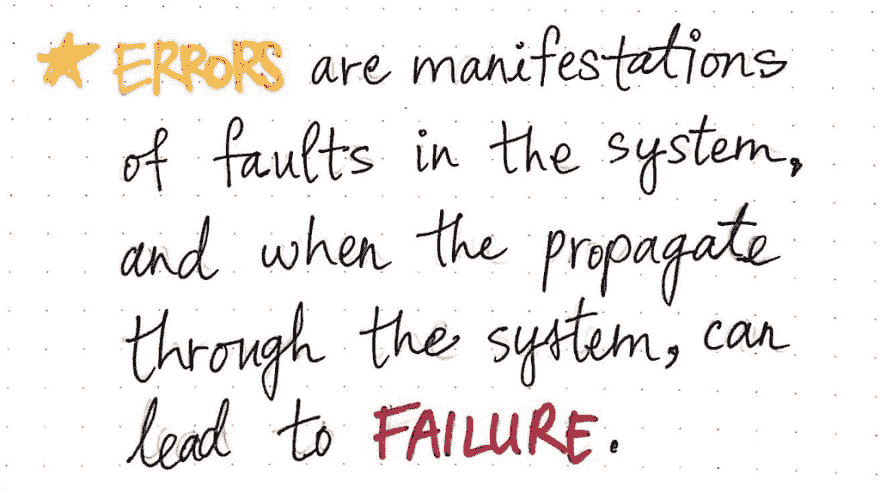 ERRORS are manifestations
of faults in the system,
and when the propagate
through the system, can
lead to FAILURE.